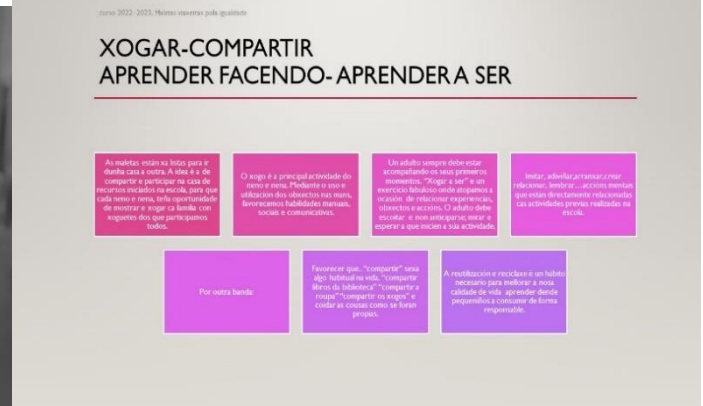 curso 2022-2023. Maletas viaxeiras pola igualdade
XOGAR-COMPARTIR
APRENDER FACENDO- APRENDER A SER
As maletas están xa listas para ir
dunha casa a outra. A idea é a de
compartir e participar na casa de
recursos iniciados na escola, para que
cada neno e nena, teña oportunidade
de mostrar e xogar ca familia con
xoguetes dos que participamos
todos.
O xogo é a principal actividade do
neno e nena. Mediante o uso e
utilización dos obxectos nas mans,
favorecemos habilidades manuais,
sociais e comunicativas.
Un adulto sempre debe estar
acompañando os seus primeiros
momentos. "Xogar a ser" e un
exercicio fabuloso onde atopamos a
ocasión de relacionar experiencias,
obxectos e accións. O adulto debe
escoitar e non anticiparse; mirar e
esperar a que inicien a súa actividade.
Imitar, adiviñar,arranxar,crear
relacionar, lembrar…accións mentais
que están directamente relacionadas
cas actividades previas realizadas na
escola.
Por outra banda:
Favorecer que, "compartir" sexa
algo habitual na vida, "compartir
libros da biblioteca" "compartir a
roupa" "compartir os xogos" e
coidar as cousas como se foran
propias.
A reutilización e reciclaxe é un hábito
necesario para mellorar a nosa
calidade de vida aprender dende
pequeniños a consumir de forma
responsable.